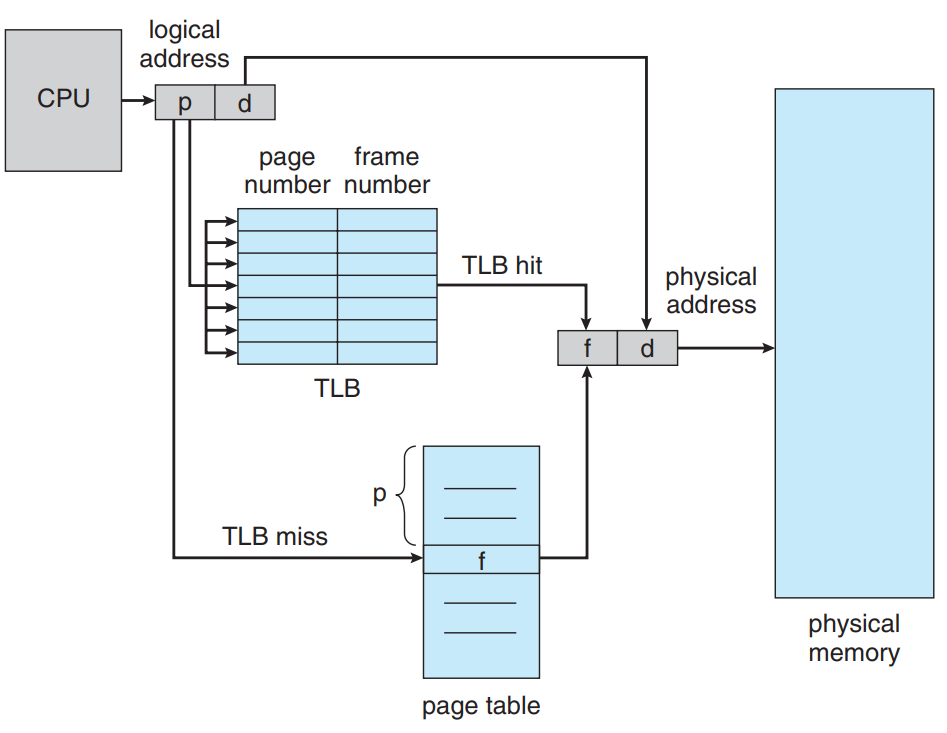 logical
address
CPU
p
d
page
number
frame
number
TLB hit
physical
address
f
d
TLB
p
TLB miss
f
page table
physical
memory